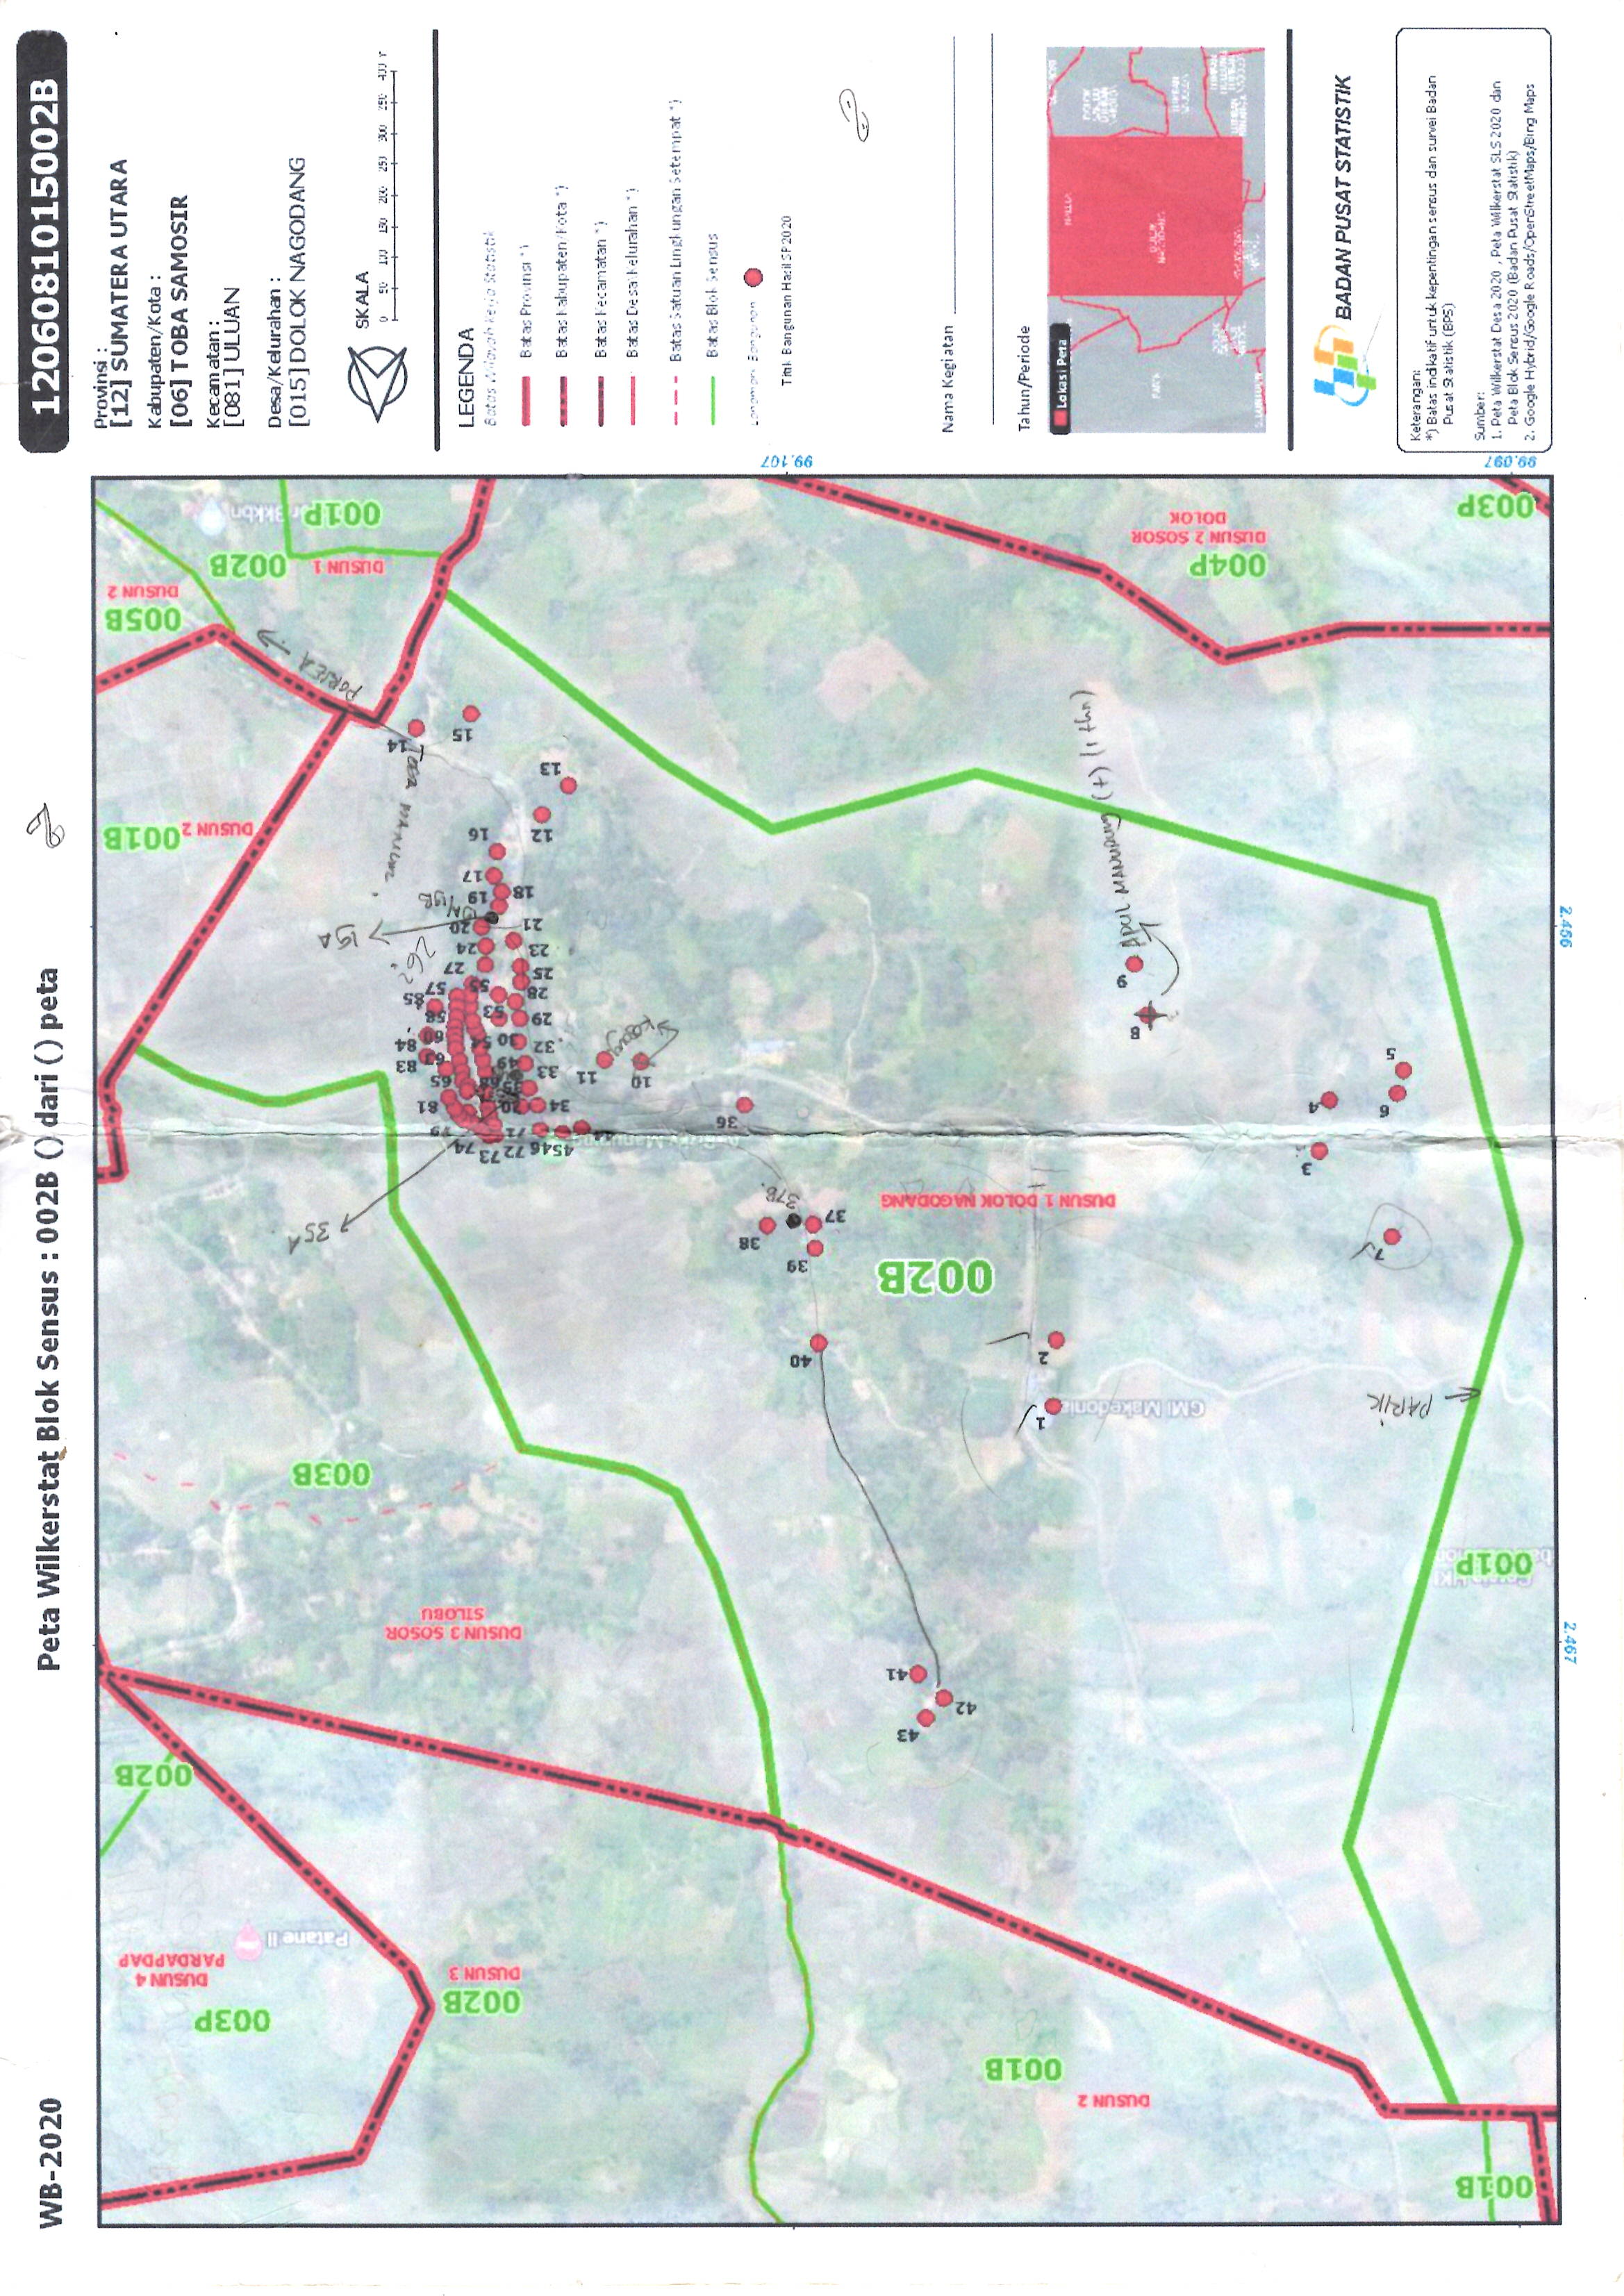 WB-2020
Peta Wilkerstat Blok Sensus : 002B () dari () peta
2
001B
DUSUN 2
001B
002B
DUSUN 3
003P
DUSUN 4
PARDAPDAP
Patane II
002B
43
42
41
2.467
DUSUN 3 SOSOR
SILOBU
001P
003B
PARIK
GMI Makedonia
1
2
40
002B
39
38
37
37B.
7
DUSUN 1 DOLOK NAGODANG
35A
3
4
6
5
36
45
46
72
73
74
71
79
34
81
33
65
83
10
11
Kosong
49
63
84
32
30
54
60
29
53
58
85
28
55
57
25
27
26?
8
9
23
24
21
20
19A
19A/19B
18
19
17
16
2.466
APUL MANURUNG (+) (1 thn)
12
13
DUSUN 2
001B
15
14
PORSEA
005B
DUSUN 2
004P
DUSUN 2 SOSOR
DOLOK
003P
DUSUN 1
002B
001P
99.097
99.107
1206081015002B
Provinsi :
[12] SUMATERA UTARA
Kabupaten/Kota :
[06] TOBA SAMOSIR
Kecamatan :
[081] ULUAN
Desa/Kelurahan :
[015] DOLOK NAGODANG
SKALA
0 50 100 150 200 250 300 350 400
LEGENDA
Batas Wilayah Kerja Statistik
Batas Provinsi *)
Batas Kabupaten/Kota *)
Batas Kecamatan *)
Batas Desa/Kelurahan *)
Batas Satuan Lingkungan Setempat *)
Batas Blok Sensus
Titik Bangunan Hasil SP2020
Nama Kegiatan
Tahun/Periode
Lokasi Peta
BADAN PUSAT STATISTIK
Keterangan:
*) Batas indikatif untuk kepentingan sensus dan survei Badan
Pusat Statistik (BPS)
Sumber:
1. Peta Wilkerstat Desa 2020 , Peta Wilkerstat SLS 2020 dan
Peta Blok Sensus 2020 (Badan Pusat Statistik)
2. Google Hybrid/Google Roads/OpenStreetMaps/Bing Maps